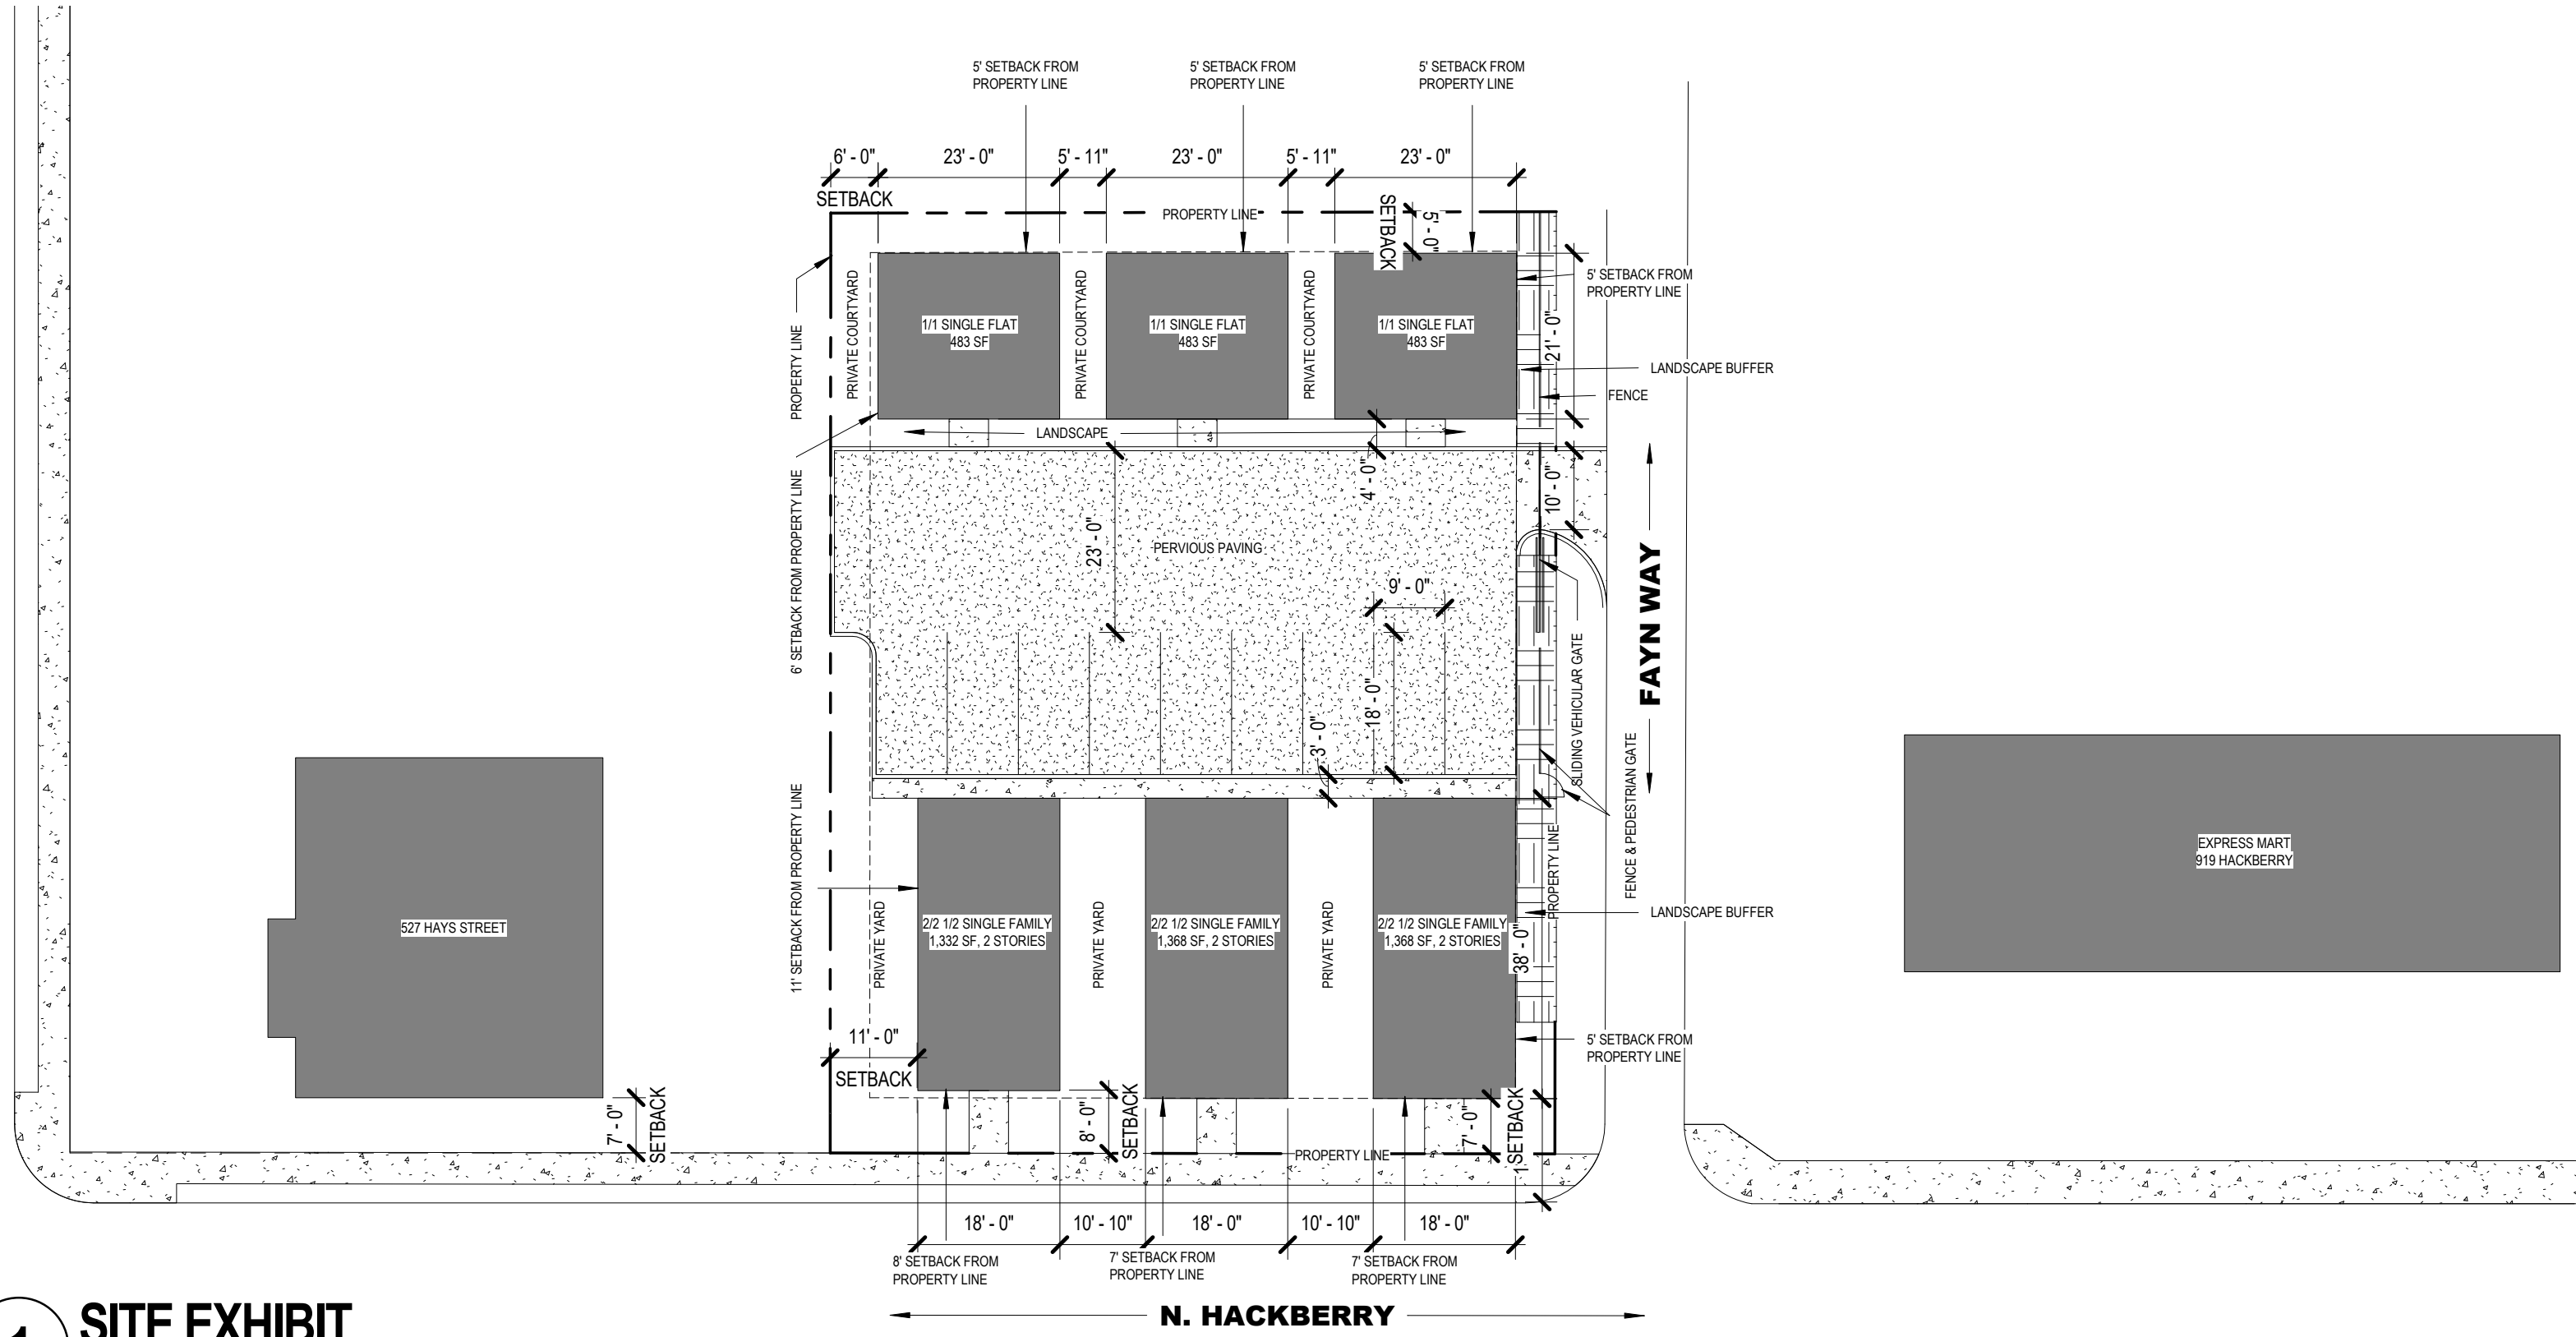 5' SETBACK FROM
PROPERTY LINE
5' SETBACK FROM
PROPERTY LINE
5' SETBACK FROM
PROPERTY LINE
6' - 0"
23' - 0"
5' - 11"
23' - 0"
5' - 11"
23' - 0"
SETBACK
PROPERTY LINE
SETBACK
5' - 0"
PROPERTY LINE
PRIVATE COURTYARD
1/1 SINGLE FLAT
483 SF
PRIVATE COURTYARD
1/1 SINGLE FLAT
483 SF
PRIVATE COURTYARD
1/1 SINGLE FLAT
483 SF
5' SETBACK FROM
PROPERTY LINE
21' - 0"
LANDSCAPE BUFFER
FENCE
LANDSCAPE
4' - 0"
10' - 0"
6' SETBACK FROM PROPERTY LINE
23' - 0"
PERVIOUS PAVING
9' - 0"
18' - 0"
3' - 0"
SLIDING VEHICULAR GATE
FAYN WAY
FENCE & PEDESTRIAN GATE
PROPERTY LINE
EXPRESS MART
919 HACKBERRY
527 HAYS STREET
11' SETBACK FROM PROPERTY LINE
PRIVATE YARD
2/2 1/2 SINGLE FAMILY
1,332 SF, 2 STORIES
PRIVATE YARD
2/2 1/2 SINGLE FAMILY
1,368 SF, 2 STORIES
PRIVATE YARD
2/2 1/2 SINGLE FAMILY
1,368 SF, 2 STORIES
38' - 0"
LANDSCAPE BUFFER
11' - 0"
SETBACK
5' SETBACK FROM
PROPERTY LINE
7' - 0"
SETBACK
8' - 0"
SETBACK
7' - 0"
SETBACK
PROPERTY LINE
18' - 0"
10' - 10"
18' - 0"
10' - 10"
18' - 0"
8' SETBACK FROM
PROPERTY LINE
7' SETBACK FROM
PROPERTY LINE
7' SETBACK FROM
PROPERTY LINE
N. HACKBERRY
1
SITE EXHIBIT